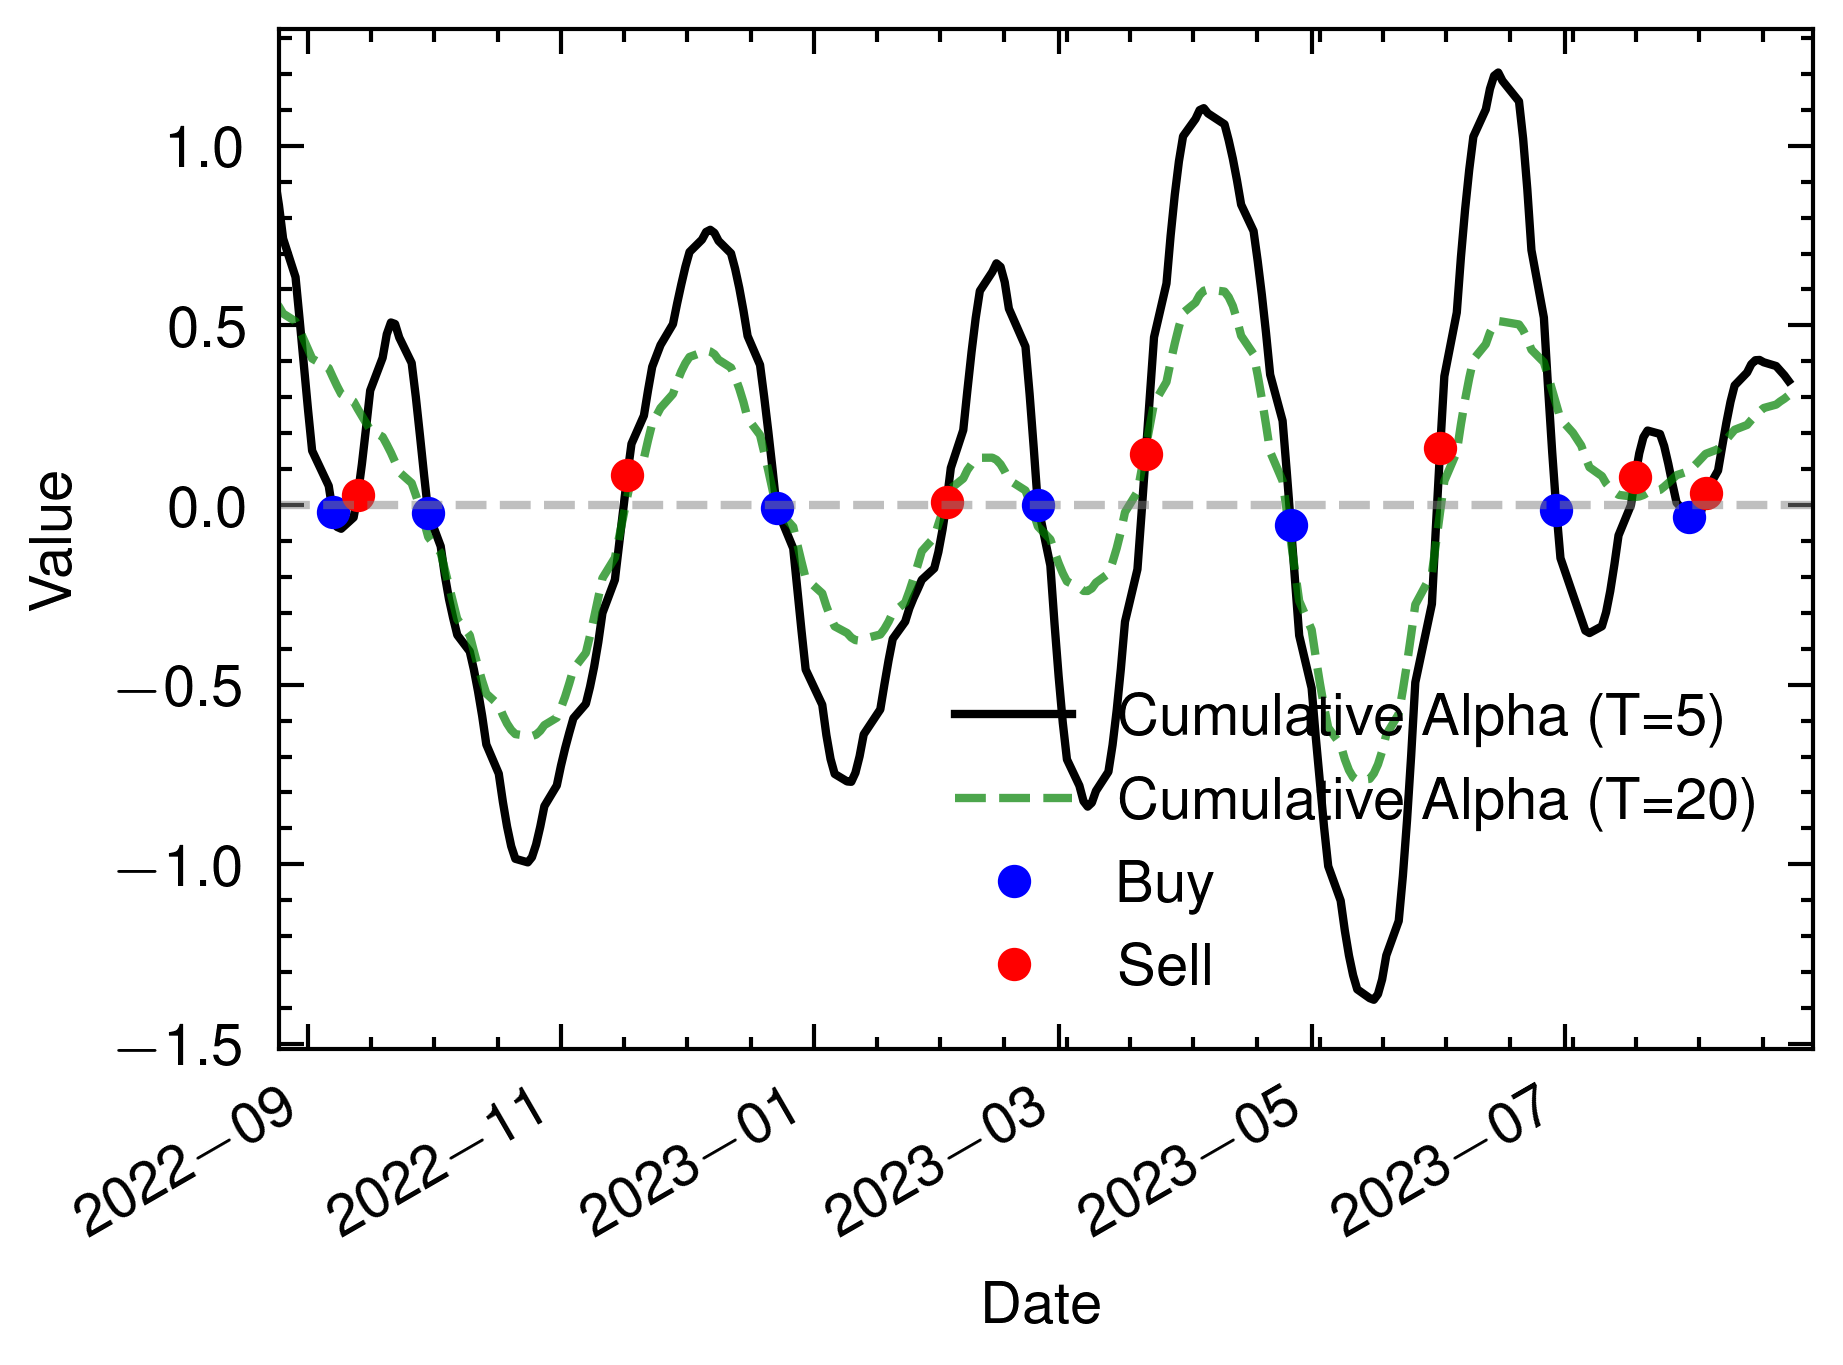 1.0
0.5
0.0
−0.5
−1.0
−1.5
Value
Cumulative Alpha (T=5)
Cumulative Alpha (T=20)
Buy
Sell
2022−09
2022−11
2023−01
2023−03
2023−05
2023−07
Date